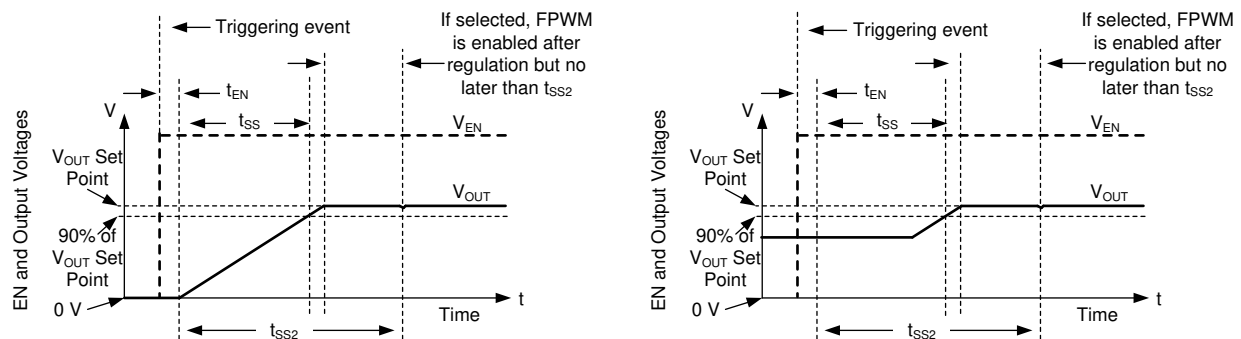 Triggering event
If selected, FPWM
is enabled after
regulation but no
later than tSS2
tEN
V
tSS
VEN
EN and Output Voltages
VOUT Set
Point
VOUT
90% of
VOUT Set
Point
0 V
t
Time
tSS2
Triggering event
If selected, FPWM
is enabled after
regulation but no
later than tSS2
tEN
V
tSS
VEN
EN and Output Voltages
VOUT Set
Point
VOUT
90% of
VOUT Set
Point
0 V
t
Time
tSS2